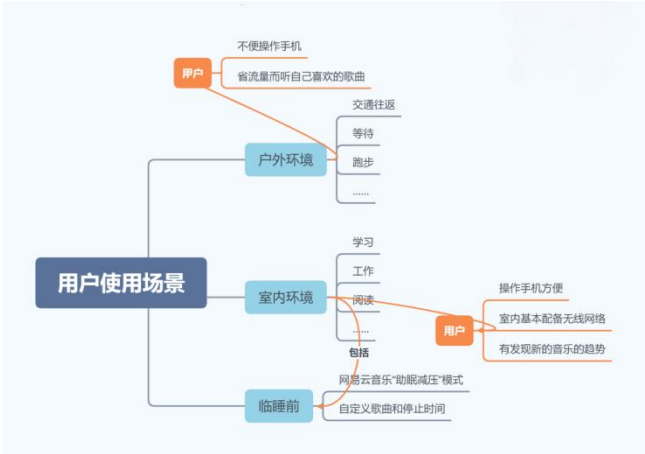 不便操作手机
用户
省流量而听自己喜欢的歌曲
交通往返
等待
户外环境
跑步
......
学习
工作
用户使用场景
室内环境
阅读
......
包括
操作手机方便
用户
室内基本配备无线网络
有发现新的音乐的趋势
网易云音乐“助眠减压”模式
临睡前
自定义歌曲和停止时间